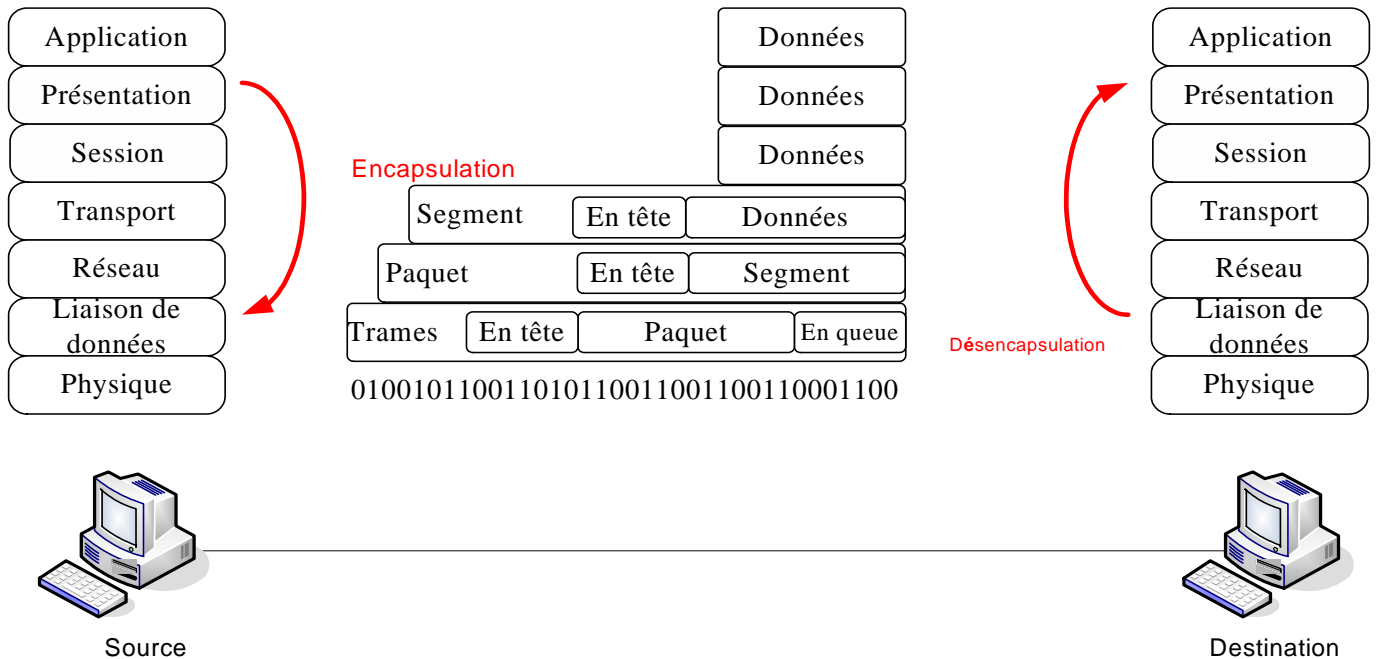 Application
Présentation
Session
Transport
Réseau
Liaison de
données
Physique
Encapsulation
Données
Données
Données
Segment En tête Données
Paquet En tête Segment
Trames En tête Paquet En queue
010010110011010110011001100110001100
Désencapsulation
Application
Présentation
Session
Transport
Réseau
Liaison de
données
Physique
Source
Destination